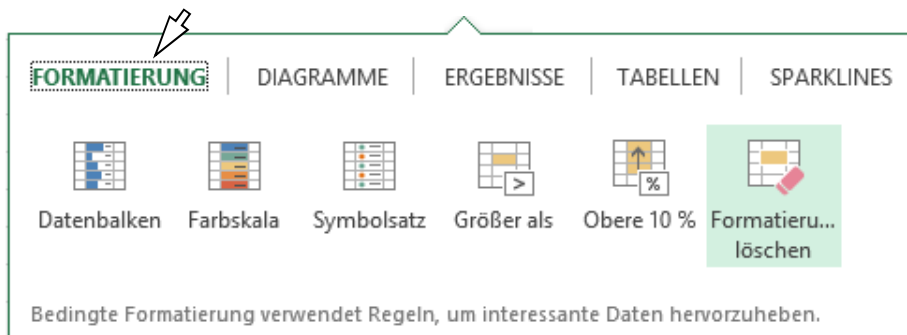 FORMATIERUNG DIAGRAMME ERGEBNISSE TABELLEN SPARKLINES
Datenbalken Farbskala Symbolsatz > Größer als % Obere 10 % Formatieru...
löschen
Bedingte Formatierung verwendet Regeln, um interessante Daten hervorzuheben.